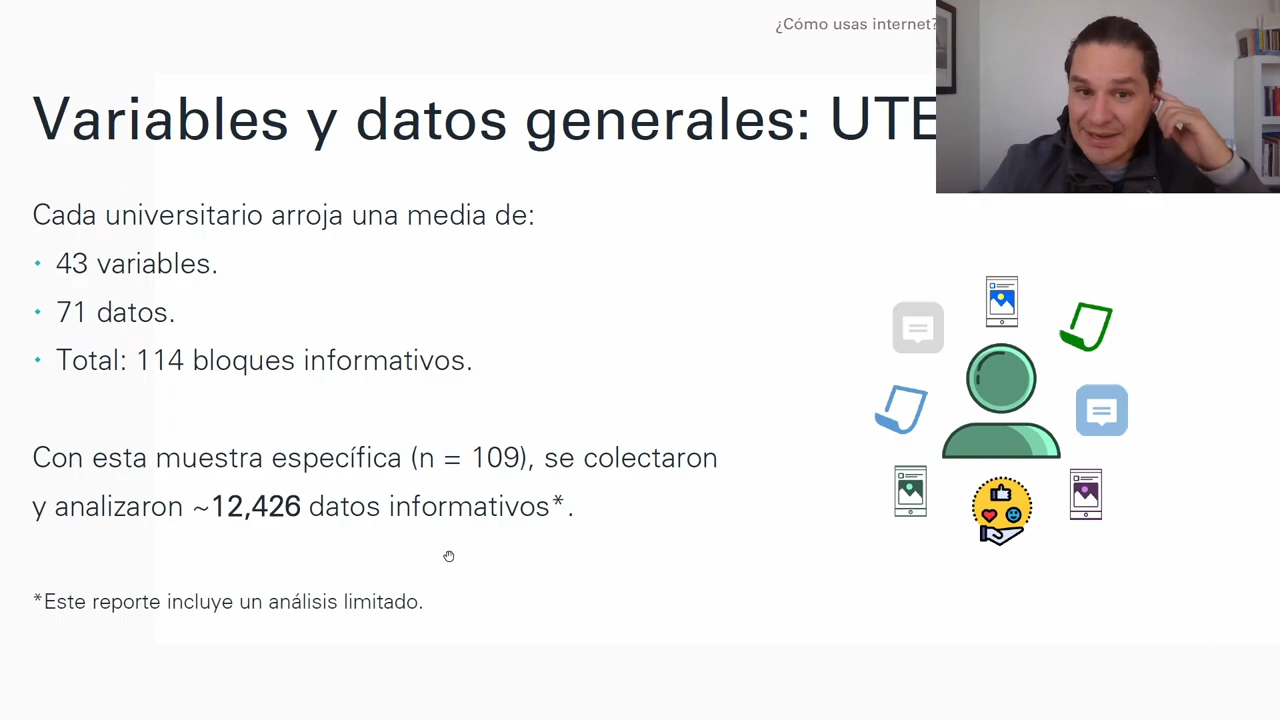 ¿Cómo usas internet?
Variables y datos generales: UTE
Cada universitario arroja una media de:
• 43 variables.
• 71 datos.
• Total: 114 bloques informativos.
Con esta muestra específica (n = 109), se colectaron
y analizaron ~12,426 datos informativos*.
*Este reporte incluye un análisis limitado.